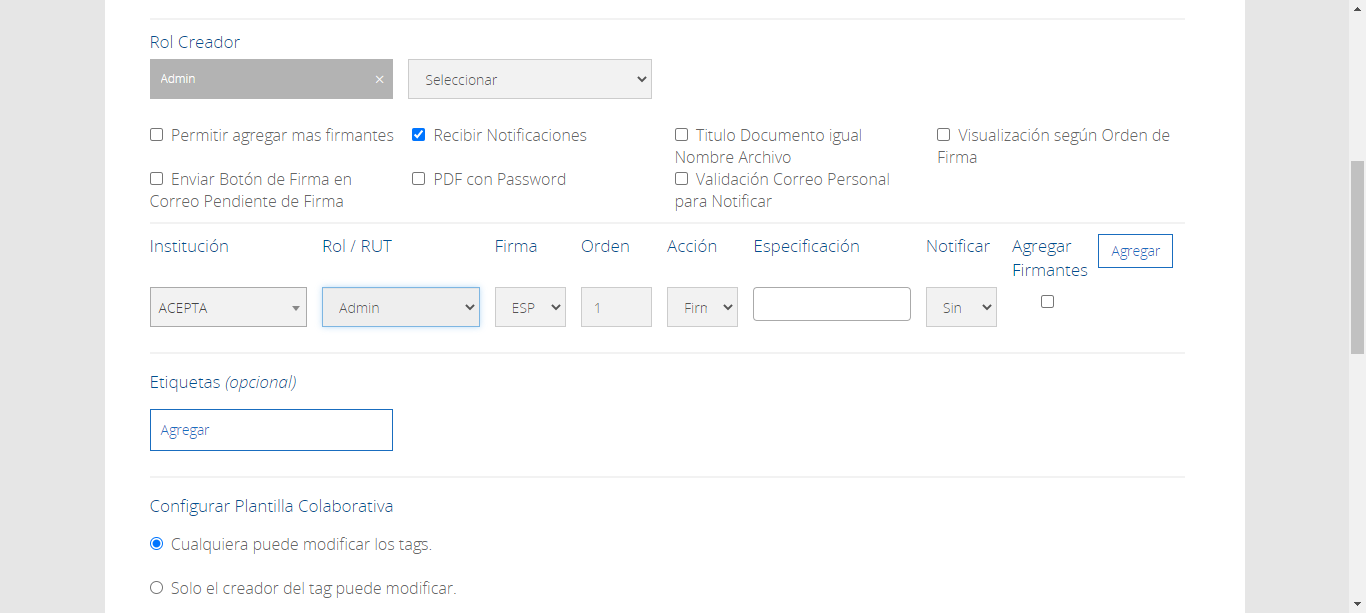 Rol Creador
Admin ×
Seleccionar
Permitir agregar mas firmantes
Recibir Notificaciones
Titulo Documento igual
Nombre Archivo
Visualización según Orden de
Firma
Enviar Botón de Firma en
Correo Pendiente de Firma
PDF con Password
Validación Correo Personal
para Notificar
Institución
Rol / RUT
Firma
Orden
Acción
Especificación
Notificar
Agregar
Firmantes
Agregar
ACEPTA
Admin
ESP
1
Firn
Sin
Etiquetas (opcional)
Agregar
Configurar Plantilla Colaborativa
Cualquiera puede modificar los tags.
Solo el creador del tag puede modificar.